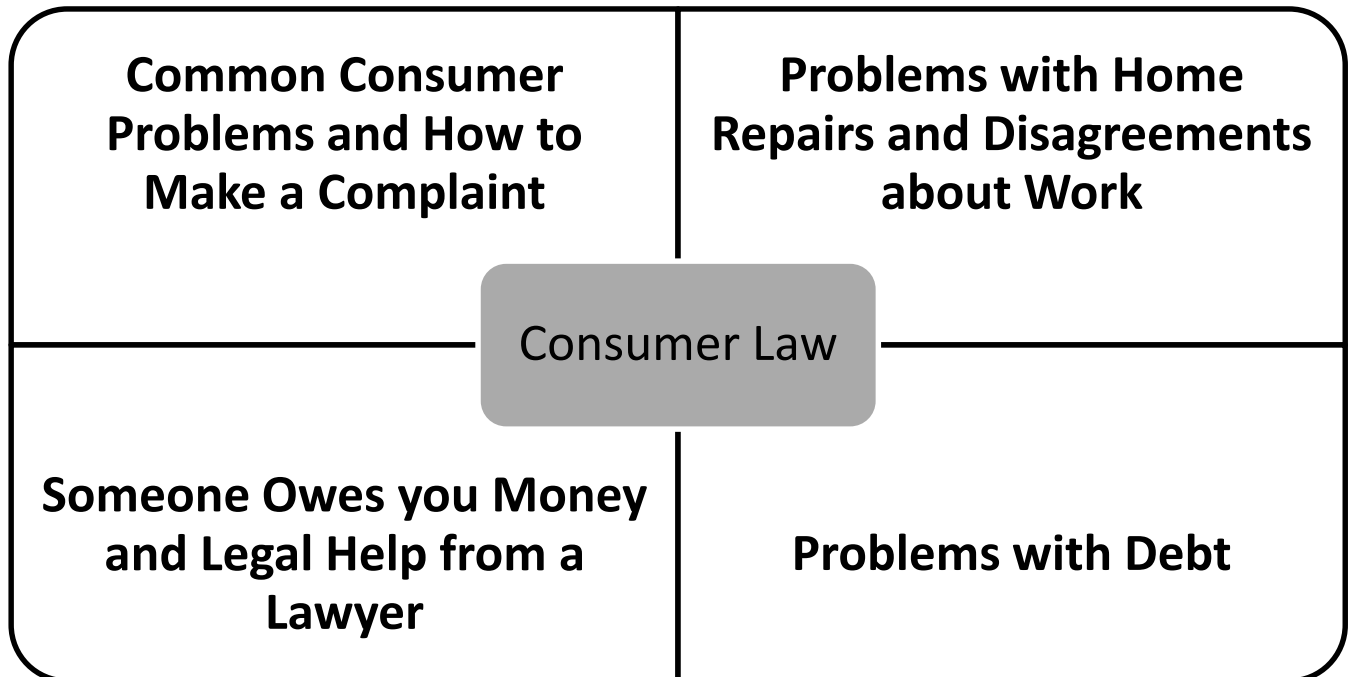 Common Consumer
Problems and How to
Make a Complaint
Problems with Home
Repairs and Disagreements
about Work
Consumer Law
Someone Owes you Money
and Legal Help from a
Lawyer
Problems with Debt